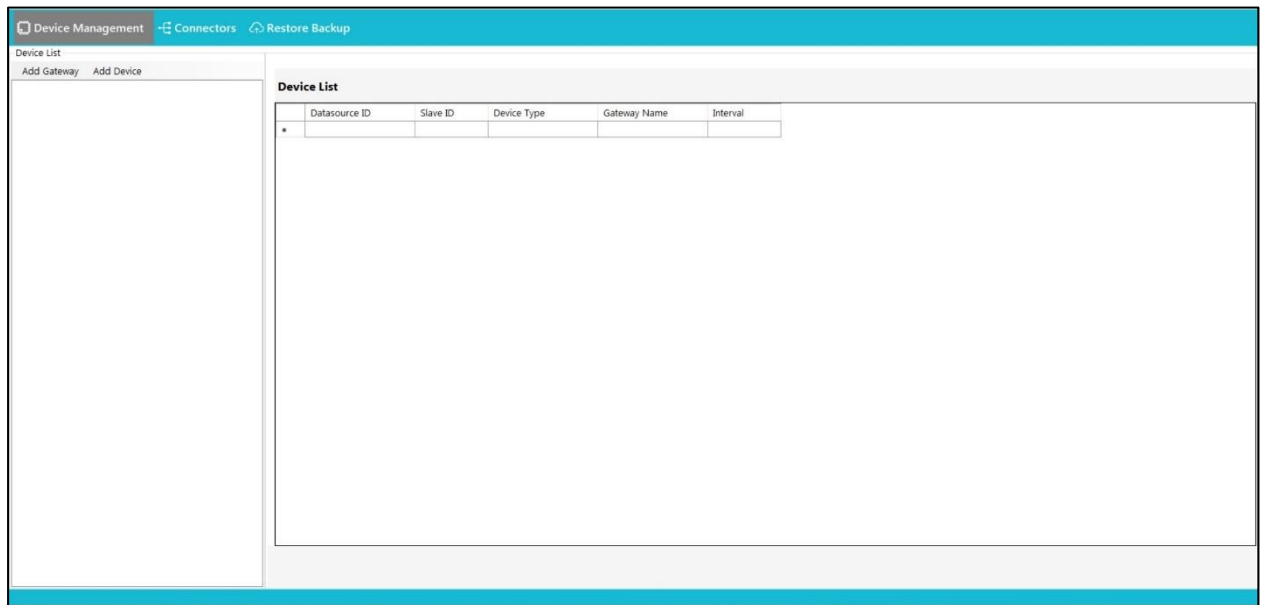 Device Management Connectors Restore Backup
Device List
Add Gateway Add Device
Device List
Datasource ID Slave ID Device Type Gateway Name Interval